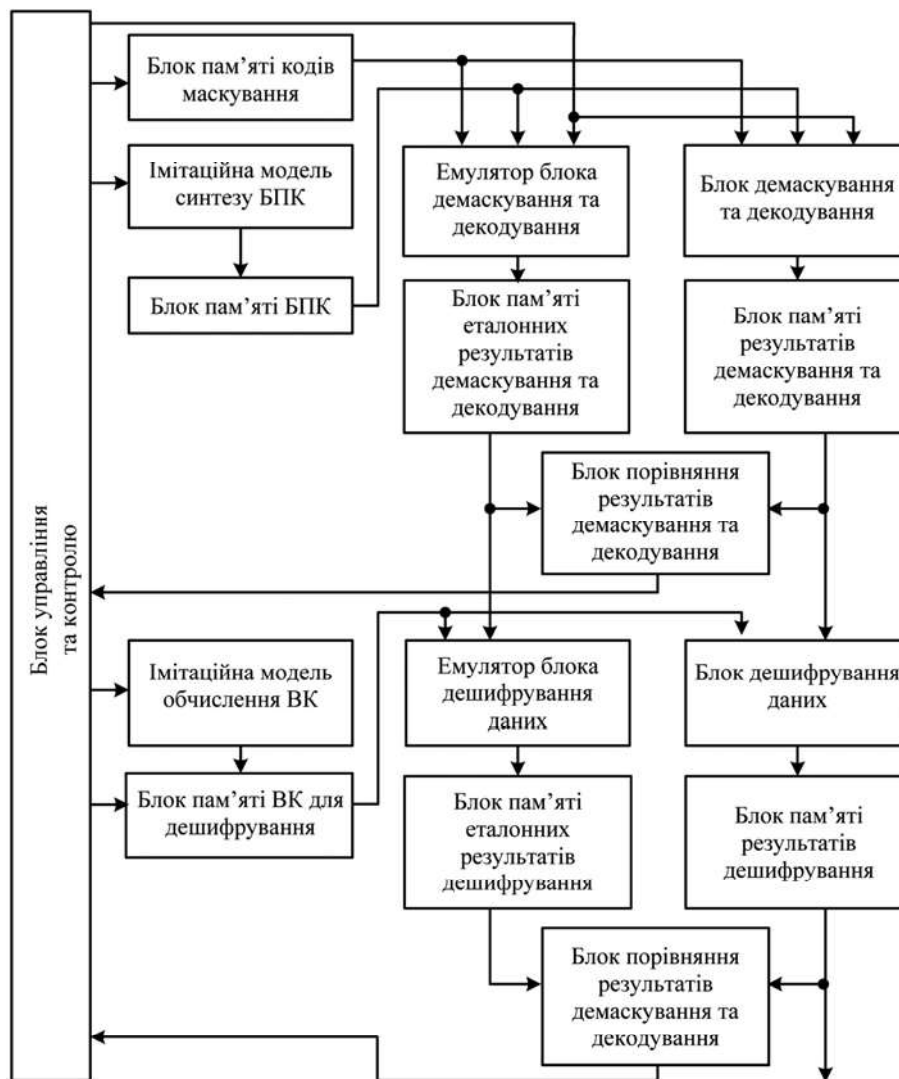 Блок управління
та контролю
Блок пам’яті кодів
маскування
Імітаційна модель
синтезу БПК
Блок пам’яті БПК
Емулятор блока
демаскування та
декодування
Блок демаскування
та декодування
Блок пам’яті
еталонних
результатів
демаскування та
декодування
Блок пам’яті
результатів
демаскування та
декодування
Блок порівняння
результатів
демаскування та
декодування
Імітаційна модель
обчислення ВК
Блок пам’яті ВК для
дешифрування
Емулятор блока
дешифрування
даних
Блок дешифрування
даних
Блок пам’яті
еталонних
результатів
дешифрування
Блок пам’яті
результатів
дешифрування
Блок порівняння
результатів
демаскування та
декодування